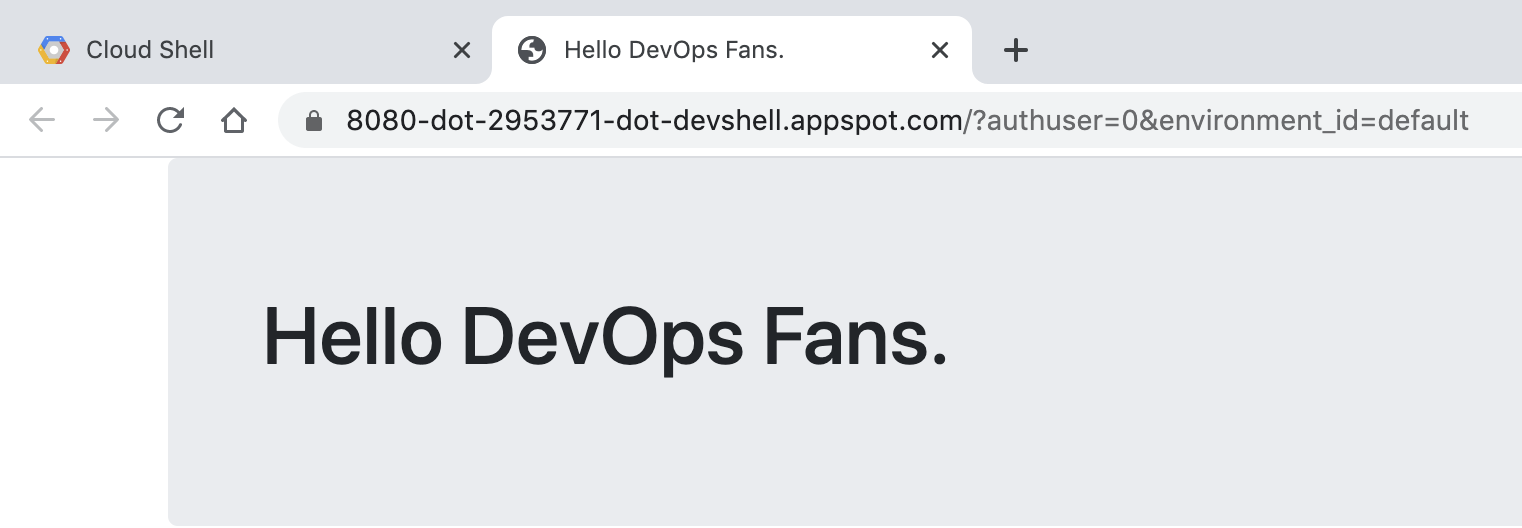 Cloud Shell
Hello DevOps Fans.
8080-dot-2953771-dot-devshell.appspot.com/?authuser=0&environment_id=default
Hello DevOps Fans.